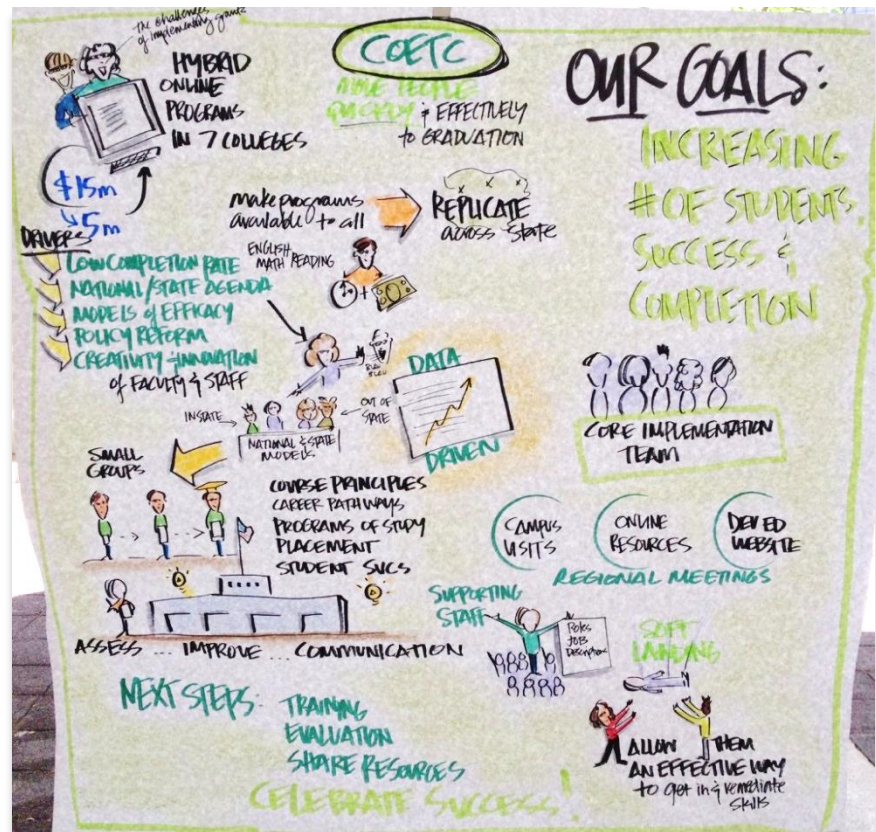 the challenges
of implementing
HYBRID
ONLINE
PROGRAMS
IN 7 COLLEGES
$15m
5m
COETC
MOVE PEOPLE
QUICKLY & EFFECTIVELY
to GRADUATION
OUR GOALS:
INCREASING
# OF STUDENTS,
SUCCESS &
COMPLETION
make programs
available to all
REPLICATE
across state
DRIVERS
LOW COMPLETION RATE
NATIONAL/STATE AGENDA
MODELS of EFFICACY
POLICY REFORM
CREATIVITY & INNOVATION
of FACULTY & STAFF
ENGLISH
MATH READING
DATA
DRIVEN
IN STATE
OUT OF
STATE
NATIONAL & STATE
MODELS
CORE IMPLEMENTATION
TEAM
SMALL
GROUPS
COURSE PRINCIPLES
CAREER PATHWAYS
PROGRAMS OF STUDY
PLACEMENT
STUDENT SVCS
CAMPUS
VISITS
ONLINE
RESOURCES
DEV ED
WEBSITE
REGIONAL MEETINGS
ASSESS ... IMPROVE ... COMMUNICATION
SUPPORTING
STAFF
Roles
JOB
Descriptions
SOFT
LANDING
ALLOW THEM
AN EFFECTIVE WAY
to get in & remediate
skills
NEXT STEPS:
TRAINING
EVALUATION
SHARE RESOURCES
CELEBRATE SUCCESS!